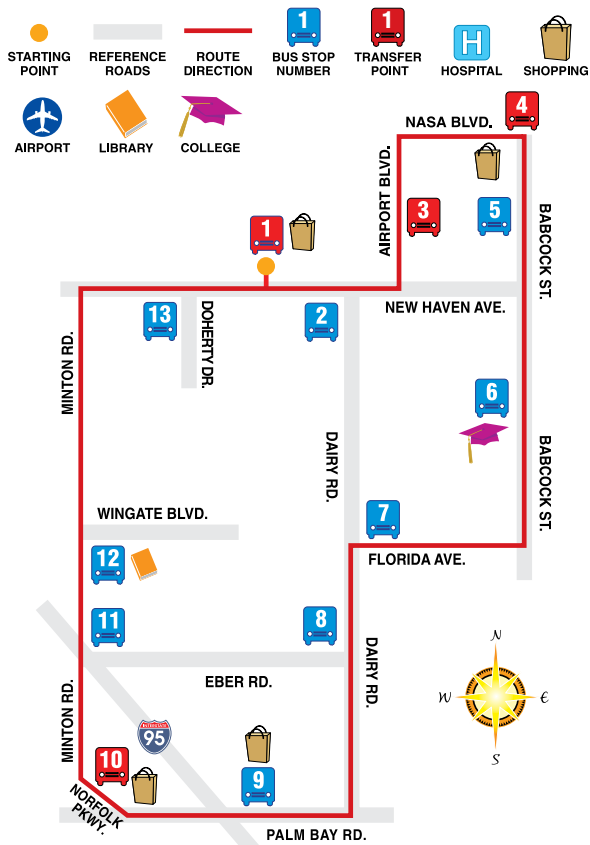 1
1
H
STARTING
POINT
REFERENCE
ROADS
ROUTE
DIRECTION
BUS STOP
NUMBER
TRANSFER
POINT
HOSPITAL
SHOPPING
AIRPORT
LIBRARY
COLLEGE
4
NASA BLVD.
AIRPORT BLVD.
3
5
BABCOCK ST.
1
NEW HAVEN AVE.
13
DOHERTY DR.
2
MINTON RD.
6
DAIRY RD.
BABCOCK ST.
7
WINGATE BLVD.
FLORIDA AVE.
12
11
8
DAIRY RD.
EBER RD.
N
W
E
S
MINTON RD.
INTERSTATE
95
10
9
NORFOLK
PKWY.
PALM BAY RD.